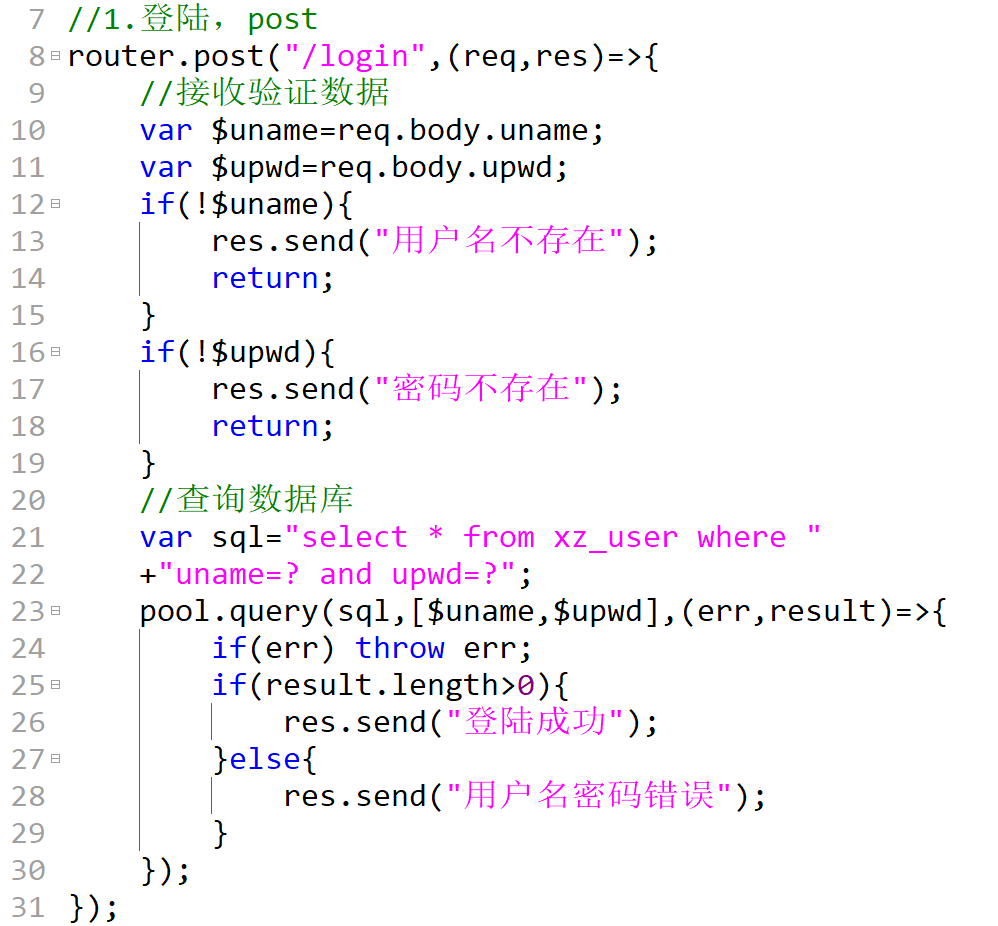 7 //1.登陆，post
8 router.post("/login",(req,res)=>{
9     //接收验证数据
10     var $uname=req.body.uname;
11     var $upwd=req.body.upwd;
12     if(!$uname){
13         res.send("用户名不存在");
14         return;
15     }
16     if(!$upwd){
17         res.send("密码不存在");
18         return;
19     }
20     //查询数据库
21     var sql="select * from xz_user where "
22     +"uname=? and upwd=?";
23     pool.query(sql,[$uname,$upwd],(err,result)=>{
24         if(err) throw err;
25         if(result.length>0){
26             res.send("登陆成功");
27         }else{
28             res.send("用户名密码错误");
29         }
30     });
31 });